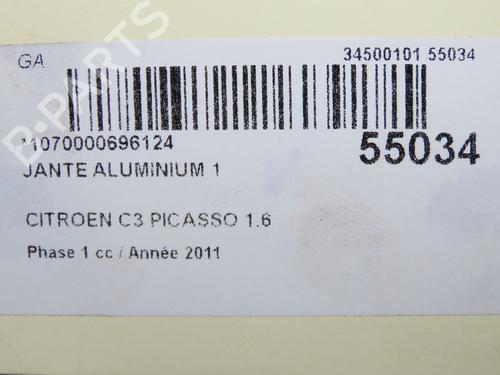 GA
34500101 55034
*1070000696124
55034
JANTE ALUMINIUM 1
CITROEN C3 PICASSO 1.6
Phase 1 cc / Année 2011
B-PARTS